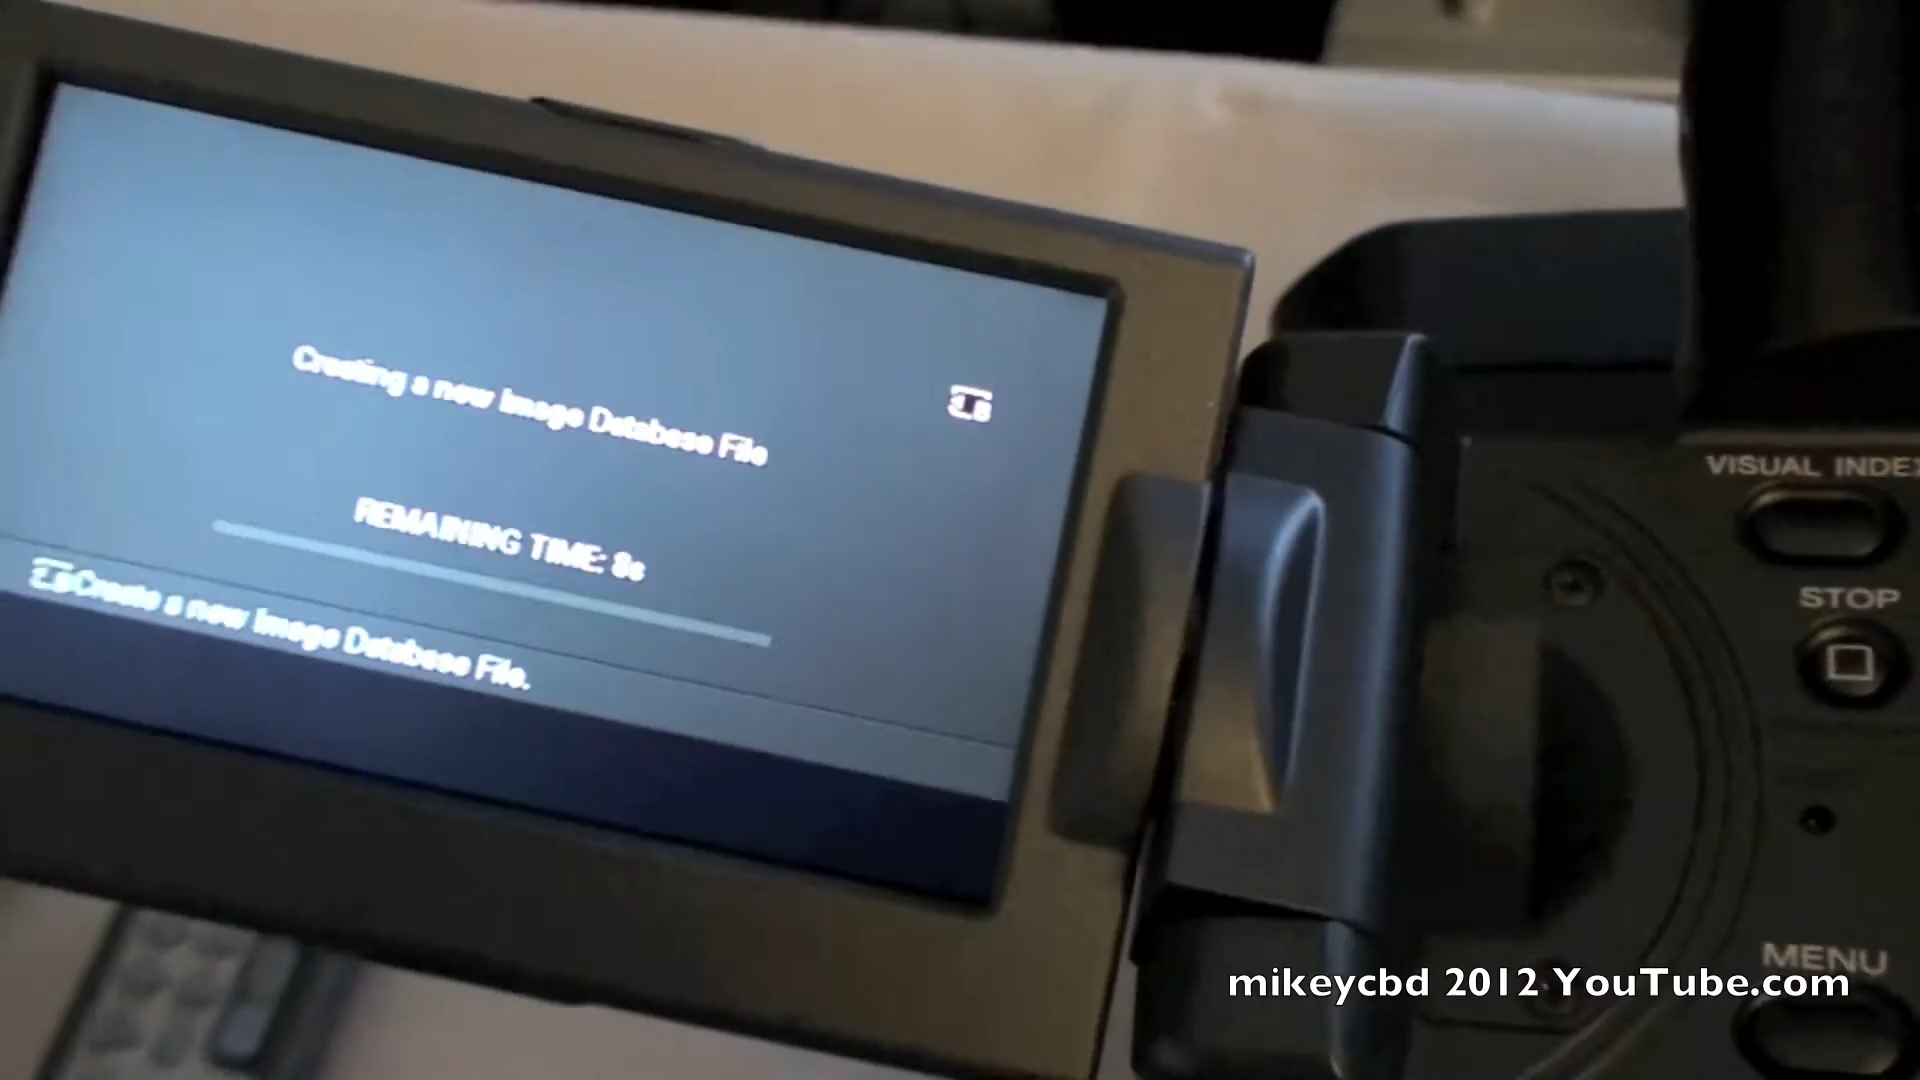 Creating a new Image Database File
REMAINING TIME: 8s
Create a new Image Database File.
VISUAL INDEX
STOP
MENU
mikeycbd 2012 YouTube.com